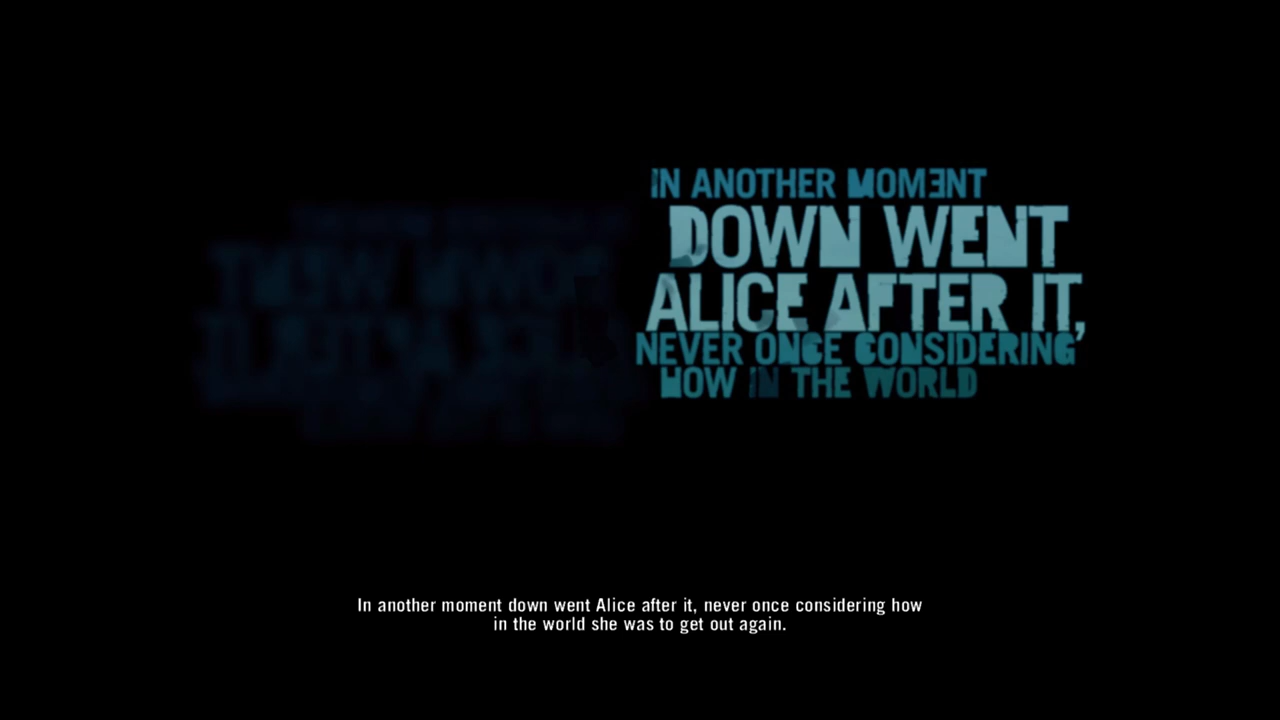 IN ANOTHER MOMENT
DOWN WENT
ALICE AFTER IT,
NEVER ONCE CONSIDERING
HOW IN THE WORLD
In another moment down went Alice after it, never once considering how
in the world she was to get out again.